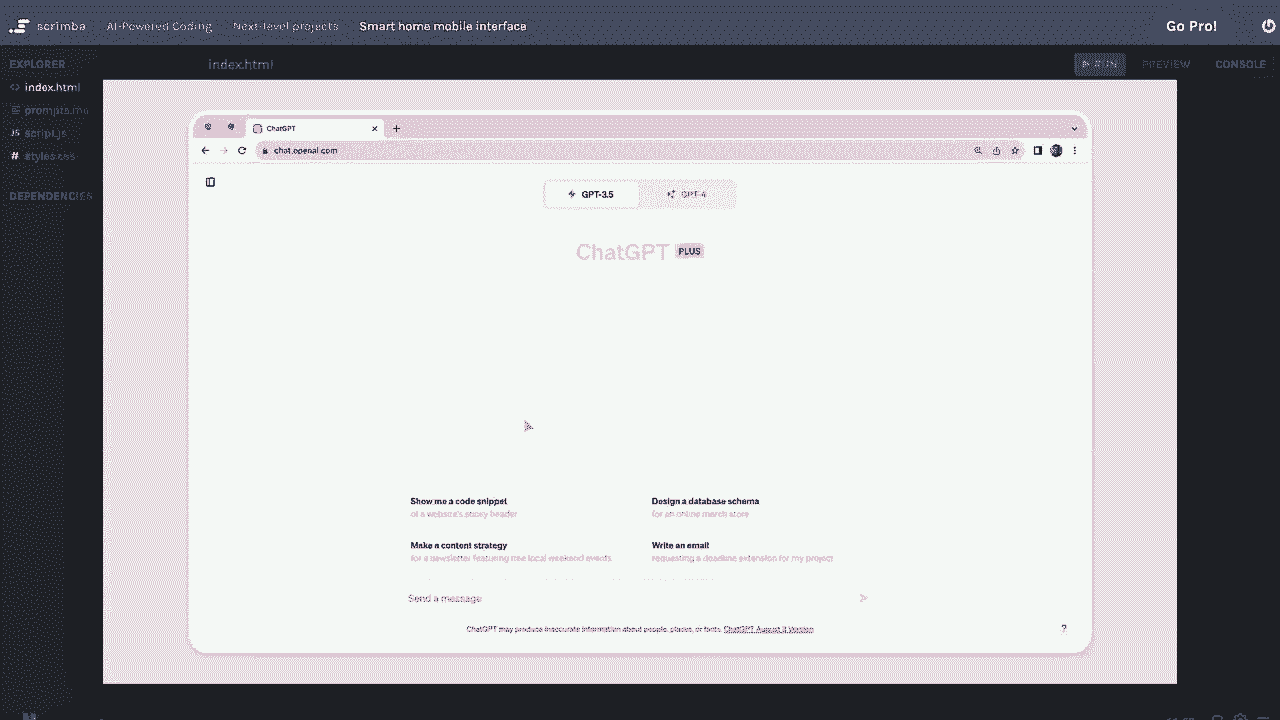 scrimba AI-Powered Coding Next-level projects Smart home mobile interface Go Pro!
EXPLORER index.html RUN PREVIEW CONSOLE
index.html
prompts.md
script.js
styles.css
DEPENDENCIES
ChatGPT
chat.openai.com
GPT-3.5 GPT-4
ChatGPT PLUS
Show me a code snippet
of a website's sticky header
Design a database schema
for an online merch store
Make a content strategy
for a newsletter featuring free local weekend events
Write an email
requesting a deadline extension for my project
Send a message
ChatGPT may produce inaccurate information about people, places, or facts. ChatGPT August 3 Version
?